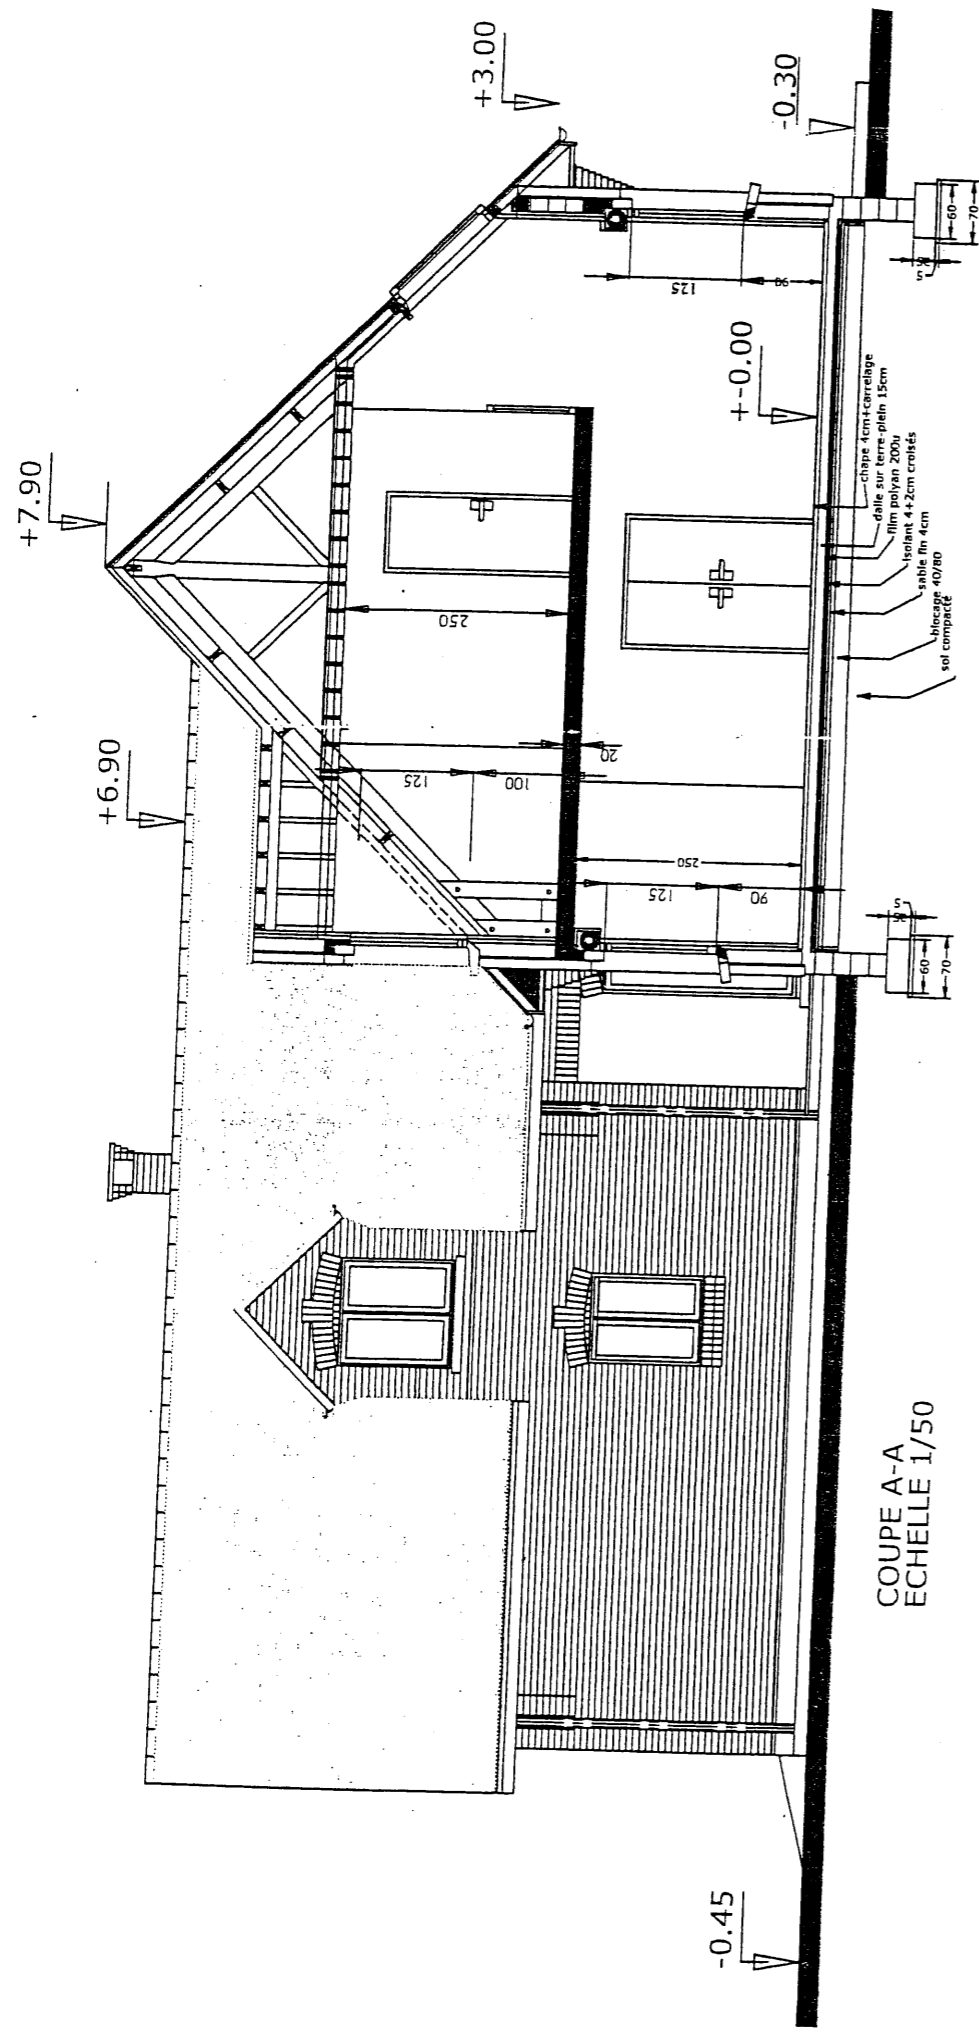 +7.90
+6.90
+3.00
-0.30
+-0.00
-0.45
250
125
100
20
250
125
90
125
90
chape 4cm+carrelage
dalle sur terre-plein 15cm
film polyan 200u
isolant 4+2cm croisés
sable fin 4cm
blocage 40/80
sol compacté
5
60
70
5
60
70
COUPE A-A
ECHELLE 1/50